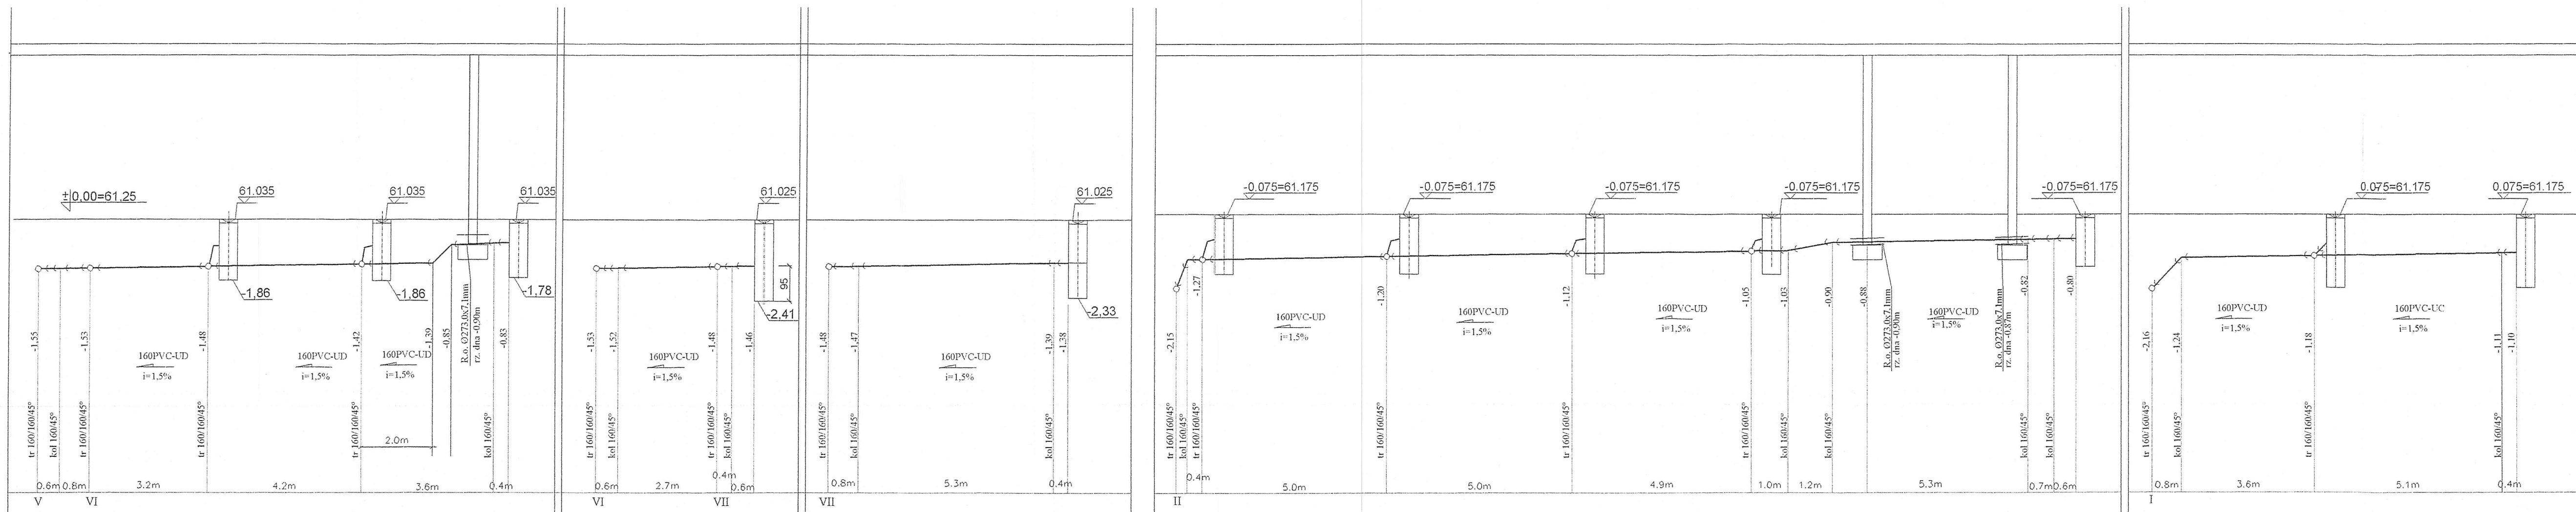 ±0,00=61.25
61.035
61.035
61.035
-1,86
-1,86
-1,78
-1,55
-1,53
-1,48
-1,42
-1,39
-0,85
R.o. Ø273,0x7,1mm
rz. dna -0,90m
-0,83
160PVC-UD
i=1,5%
160PVC-UD
i=1,5%
160PVC-UD
i=1,5%
tr 160/160/45°
kol 160/45°
tr 160/160/45°
tr 160/160/45°
tr 160/160/45°
kol 160/45°
2.0m
0.6m
0.8m
3.2m
4.2m
3.6m
0.4m
V
VI
61.025
95
-2,41
-1,53
-1,52
-1,48
-1,46
160PVC-UD
i=1,5%
tr 160/160/45°
kol 160/45°
tr 160/160/45°
kol 160/45°
0.6m
2.7m
0.4m
0.6m
VI
VII
61.025
-2,33
-1,48
-1,47
-1,39
-1,38
160PVC-UD
i=1,5%
tr 160/160/45°
kol 160/45°
kol 160/45°
0.8m
5.3m
0.4m
VII
-0.075=61.175
-0.075=61.175
-0.075=61.175
-0.075=61.175
-0.075=61.175
-2,15
-1,27
-1,20
-1,12
-1,05
-1,03
-0,90
-0,88
R.o. Ø273,0x7,1mm
rz. dna -0,90m
R.o. Ø273,0x7,1mm
rz. dna -0,87m
-0,82
-0,80
160PVC-UD
i=1,5%
160PVC-UD
i=1,5%
160PVC-UD
i=1,5%
160PVC-UD
i=1,5%
tr 160/160/45°
kol 160/45°
tr 160/160/45°
tr 160/160/45°
tr 160/160/45°
tr 160/160/45°
kol 160/45°
kol 160/45°
kol 160/45°
kol 160/45°
0.4m
5.0m
5.0m
4.9m
1.0m
1.2m
5.3m
0.7m
0.6m
II
0.075=61.175
0,075=61.175
-2,16
-1,24
-1,18
-1,11
-1,10
160PVC-UD
i=1,5%
160PVC-UC
i=1,5%
tr 160/160/45°
kol 160/45°
tr 160/160/45°
kol 160/45°
0.8m
3.6m
5.1m
0.4m
I